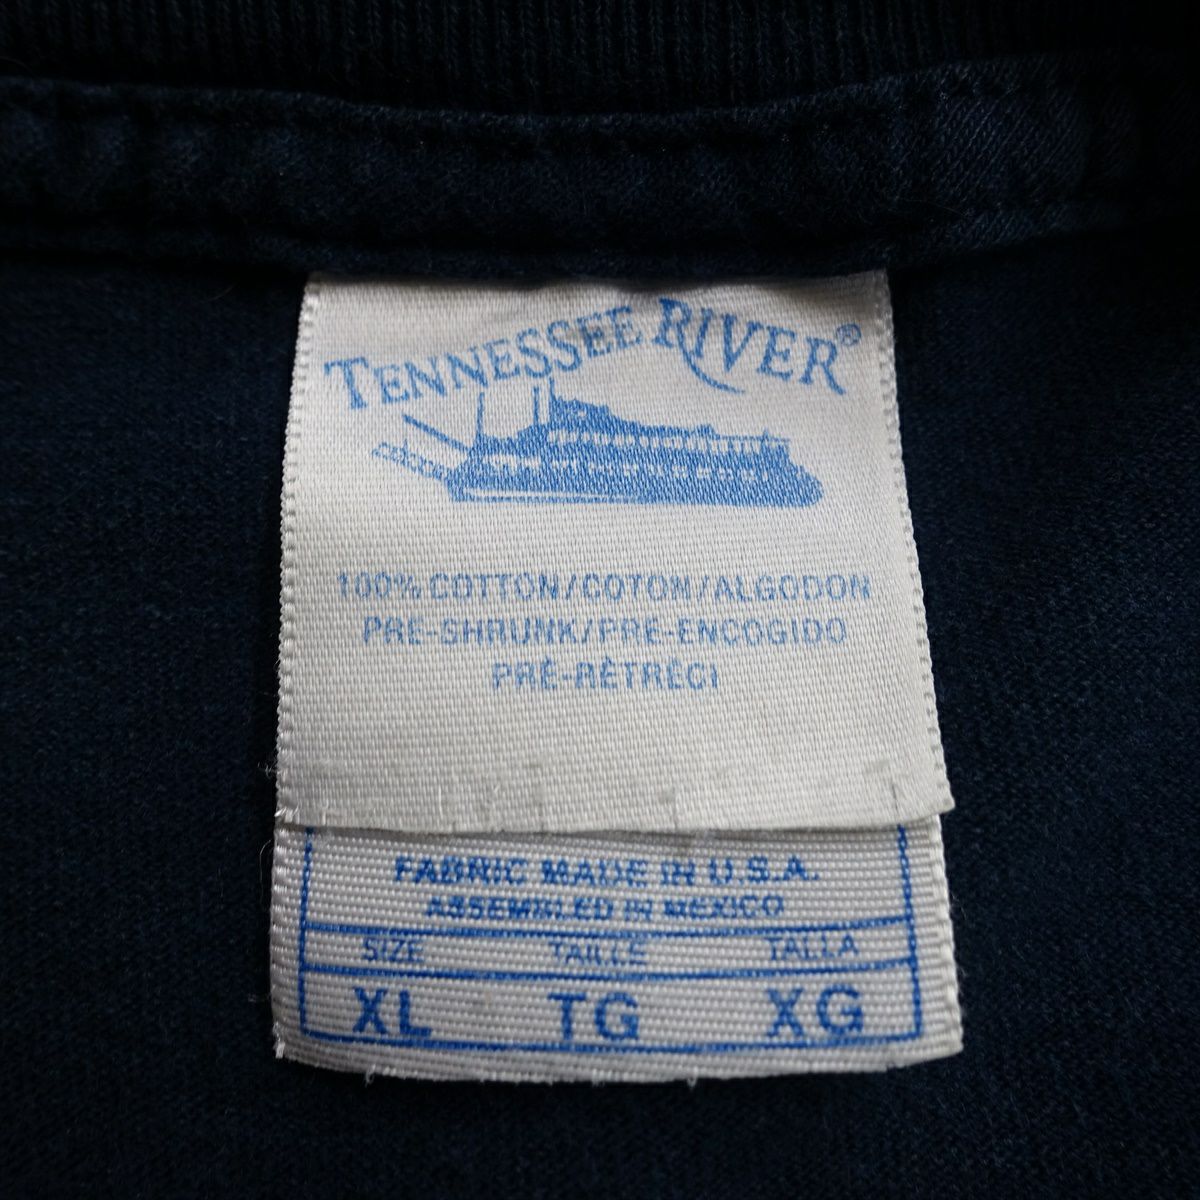 TENNESSEE RIVER®
100% COTTON/COTON/ALGODON
PRE-SHRUNK/PRE-ENCOGIDO
PRÉ-RÉTRÉCI
FABRIC MADE IN U.S.A.
ASSEMBLED IN MEXICO
SIZE TAILLE TALLA
XL TG XG